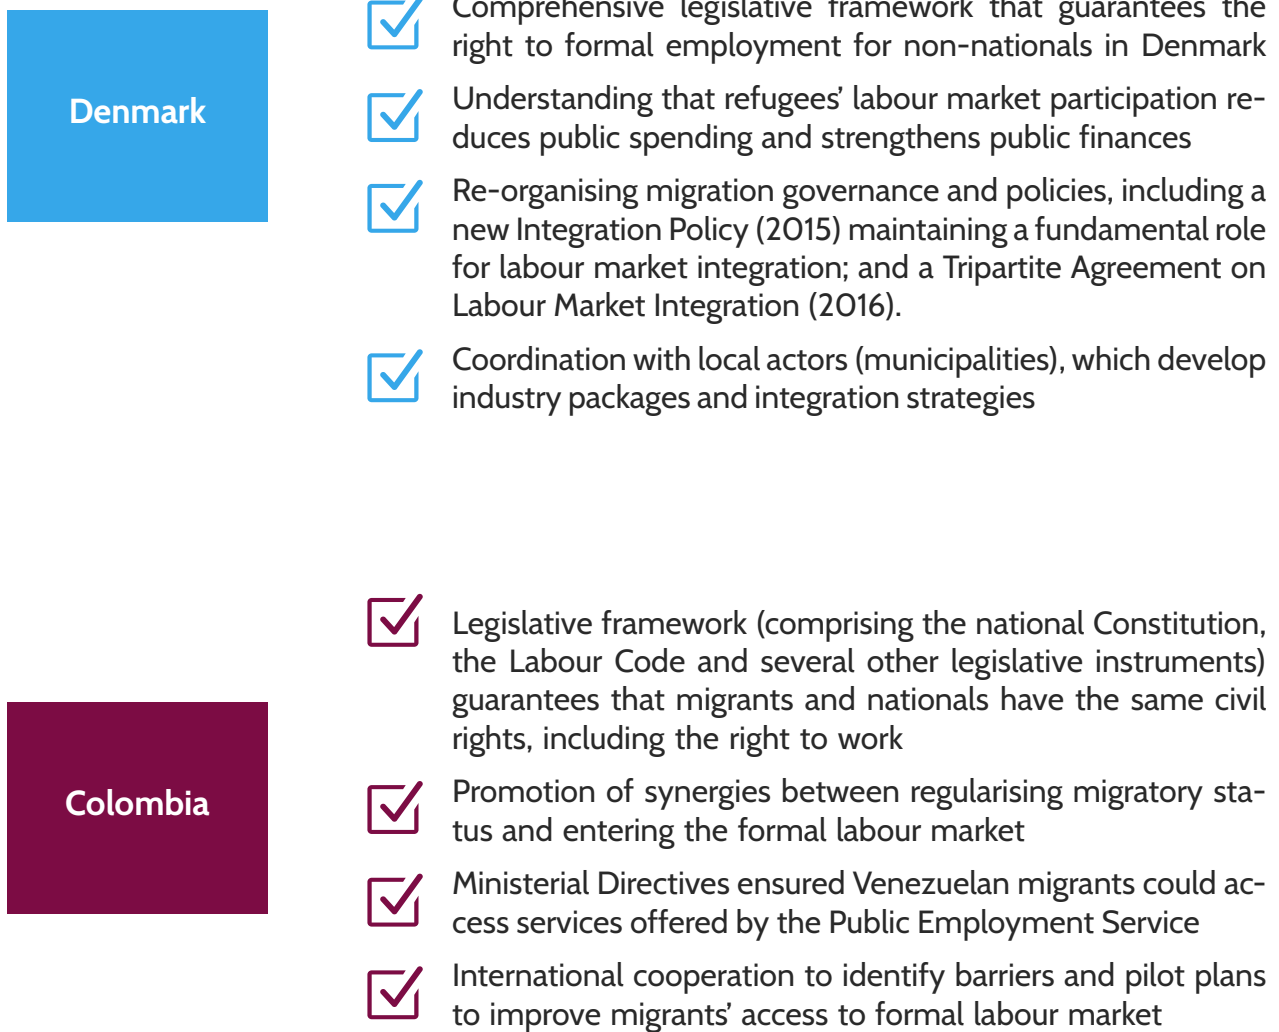 Denmark
Comprehensive legislative framework that guarantees the
right to formal employment for non-nationals in Denmark
Understanding that refugees' labour market participation re-
duces public spending and strengthens public finances
Re-organising migration governance and policies, including a
new Integration Policy (2015) maintaining a fundamental role
for labour market integration; and a Tripartite Agreement on
Labour Market Integration (2016).
Coordination with local actors (municipalities), which develop
industry packages and integration strategies
Colombia
Legislative framework (comprising the national Constitution,
the Labour Code and several other legislative instruments)
guarantees that migrants and nationals have the same civil
rights, including the right to work
Promotion of synergies between regularising migratory sta-
tus and entering the formal labour market
Ministerial Directives ensured Venezuelan migrants could ac-
cess services offered by the Public Employment Service
International cooperation to identify barriers and pilot plans
to improve migrants' access to formal labour market